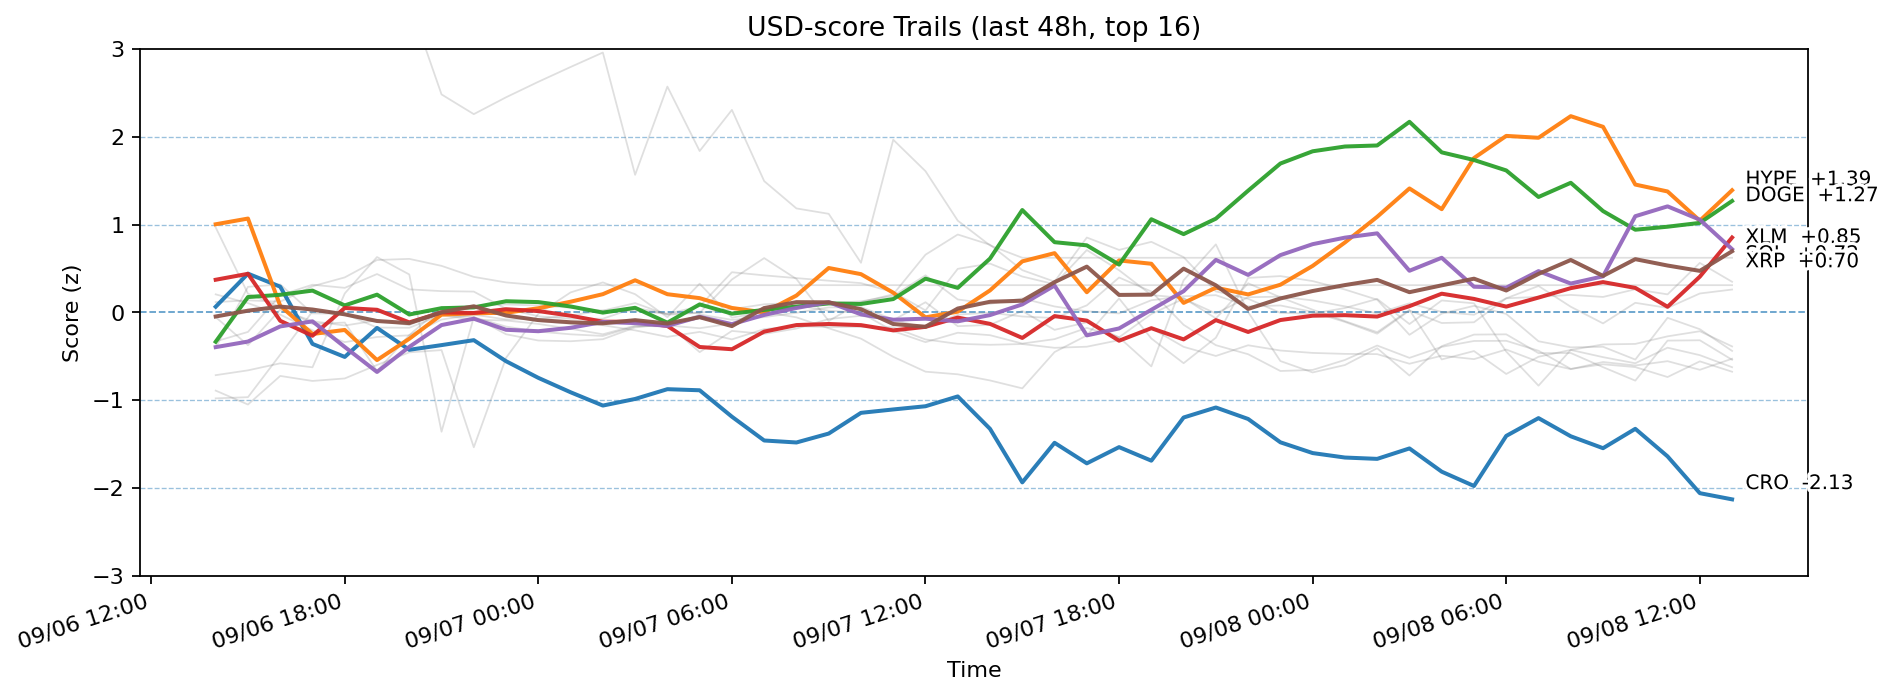 USD-score Trails (last 48h, top 16)
Score (z)
3
2
1
0
−1
−2
−3
HYPE +1.39
DOGE +1.27
XLM +0.85
XRP +0.70
CRO -2.13
09/06 12:00
09/06 18:00
09/07 00:00
09/07 06:00
09/07 12:00
09/07 18:00
09/08 00:00
09/08 06:00
09/08 12:00
Time